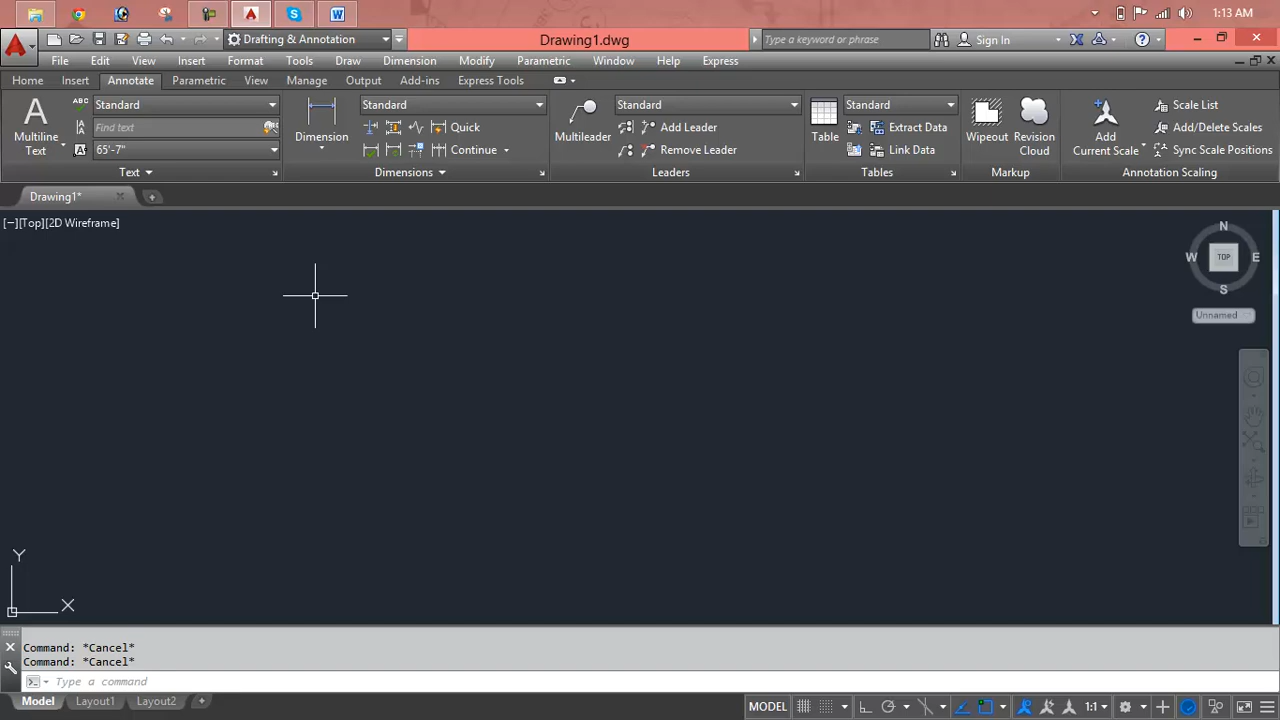 1:13 AM
Drafting & Annotation
Drawing1.dwg
Type a keyword or phrase
Sign In
File Edit View Insert Format Tools Draw Dimension Modify Parametric Window Help Express
Home Insert Annotate Parametric View Manage Output Add-ins Express Tools
Standard Standard Standard Standard Scale List
Find text Quick Add Leader Extract Data Add/Delete Scales
Multiline Text
65'-7"
Dimension
Continue
Multileader
Remove Leader
Table
Link Data
Wipeout
Revision Cloud
Add Current Scale
Sync Scale Positions
Text Dimensions Leaders Tables Markup Annotation Scaling
Drawing1*
[−][Top][2D Wireframe]
N
W TOP E
S
Unnamed
Y
X
Command: *Cancel*
Command: *Cancel*
Type a command
Model Layout1 Layout2
MODEL 1:1